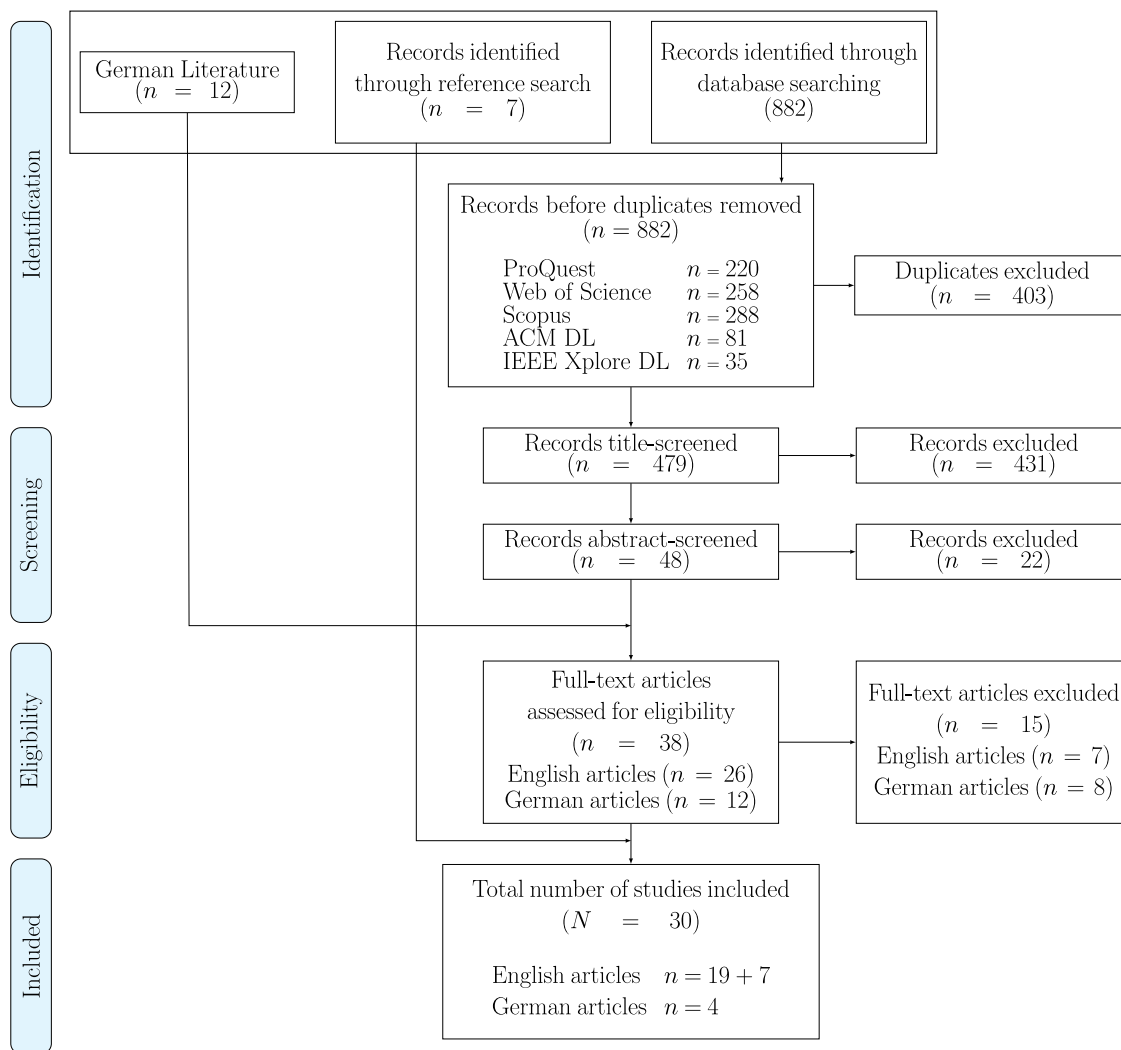 Identification
German Literature
(n = 12)
Records identified
through reference search
(n = 7)
Records identified through
database searching
(882)
Records before duplicates removed
(n = 882)
ProQuest n = 220
Web of Science n = 258
Scopus n = 288
ACM DL n = 81
IEEE Xplore DL n = 35
Duplicates excluded
(n = 403)
Screening
Records title-screened
(n = 479)
Records excluded
(n = 431)
Records abstract-screened
(n = 48)
Records excluded
(n = 22)
Eligibility
Full-text articles
assessed for eligibility
(n = 38)
English articles (n = 26)
German articles (n = 12)
Full-text articles excluded
(n = 15)
English articles (n = 7)
German articles (n = 8)
Included
Total number of studies included
(N = 30)
English articles n = 19 + 7
German articles n = 4